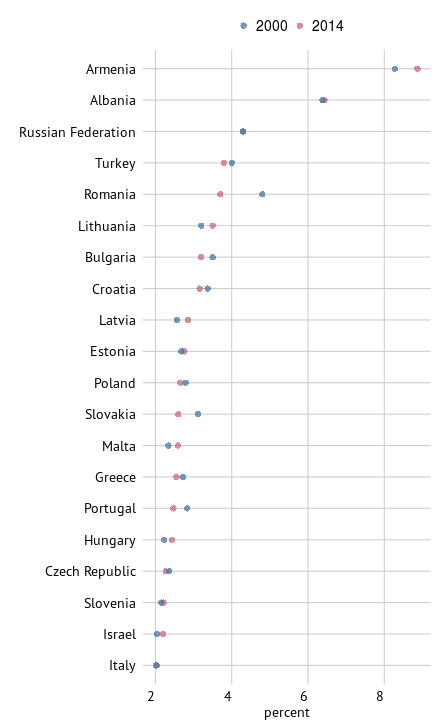 2000 2014
Armenia
Albania
Russian Federation
Turkey
Romania
Lithuania
Bulgaria
Croatia
Latvia
Estonia
Poland
Slovakia
Malta
Greece
Portugal
Hungary
Czech Republic
Slovenia
Israel
Italy
2 4 6 8
percent